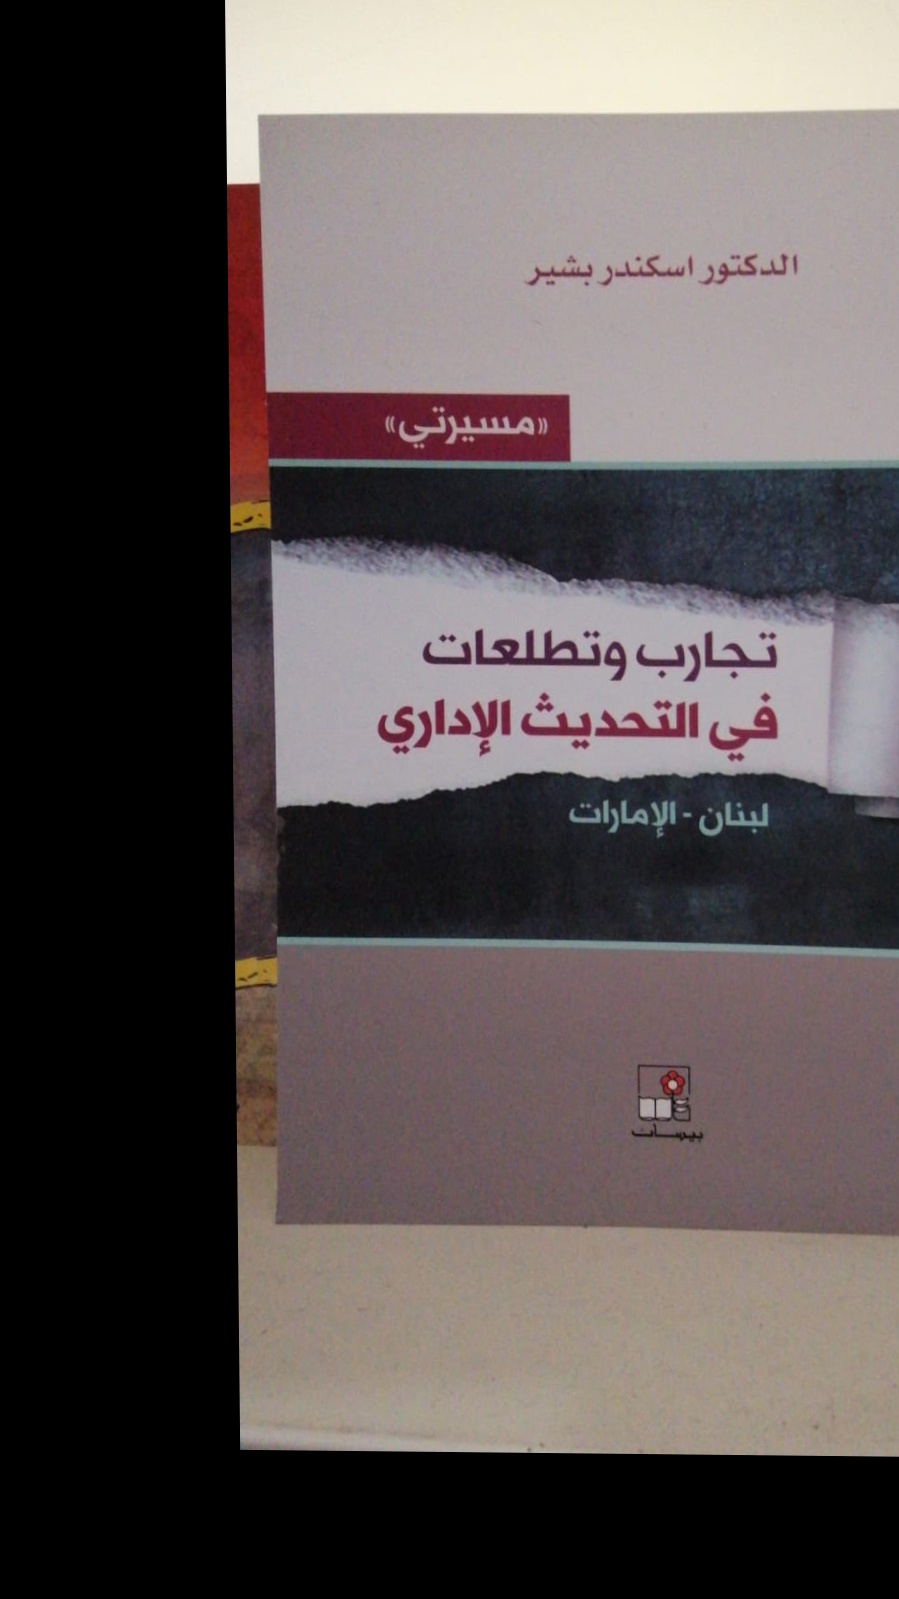 الدكتور اسكندر بشير
«مسيرتي»
تجارب وتطلعات
في التحديث الإداري
لبنان - الإمارات
بيسان